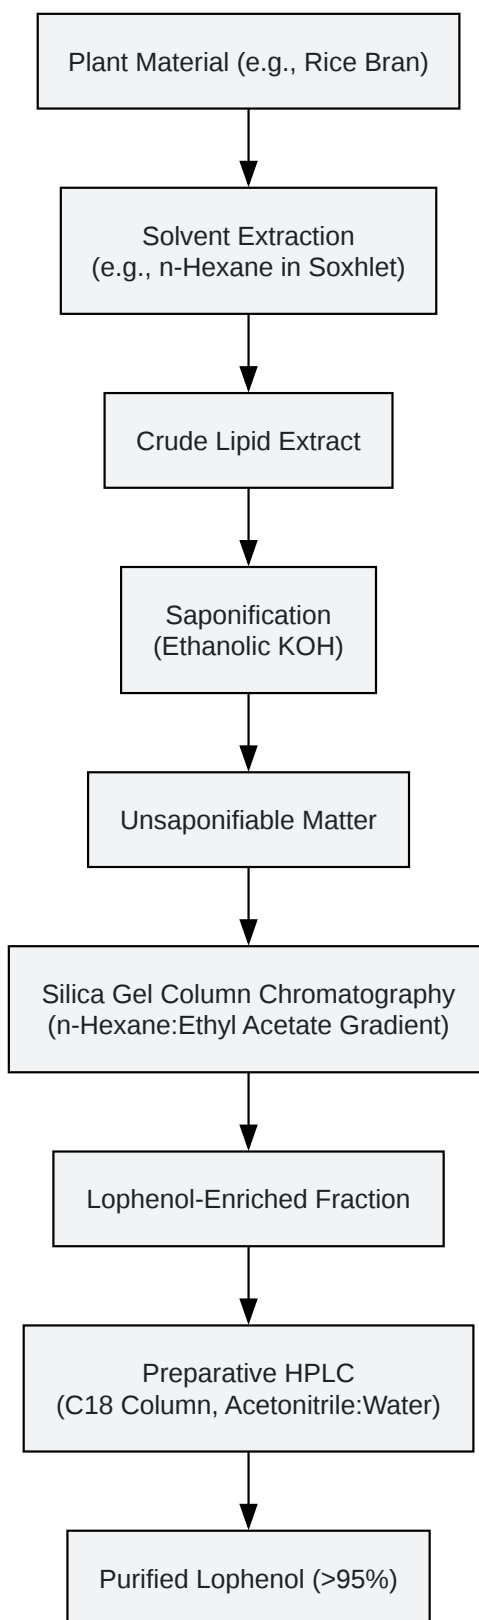 Plant Material (e.g., Rice Bran)
Solvent Extraction
(e.g., n-Hexane in Soxhlet)
Crude Lipid Extract
Saponification
(Ethanolic KOH)
Unsaponifiable Matter
Silica Gel Column Chromatography
(n-Hexane:Ethyl Acetate Gradient)
Lophenol-Enriched Fraction
Preparative HPLC
(C18 Column, Acetonitrile:Water)
Purified Lophenol (>95%)